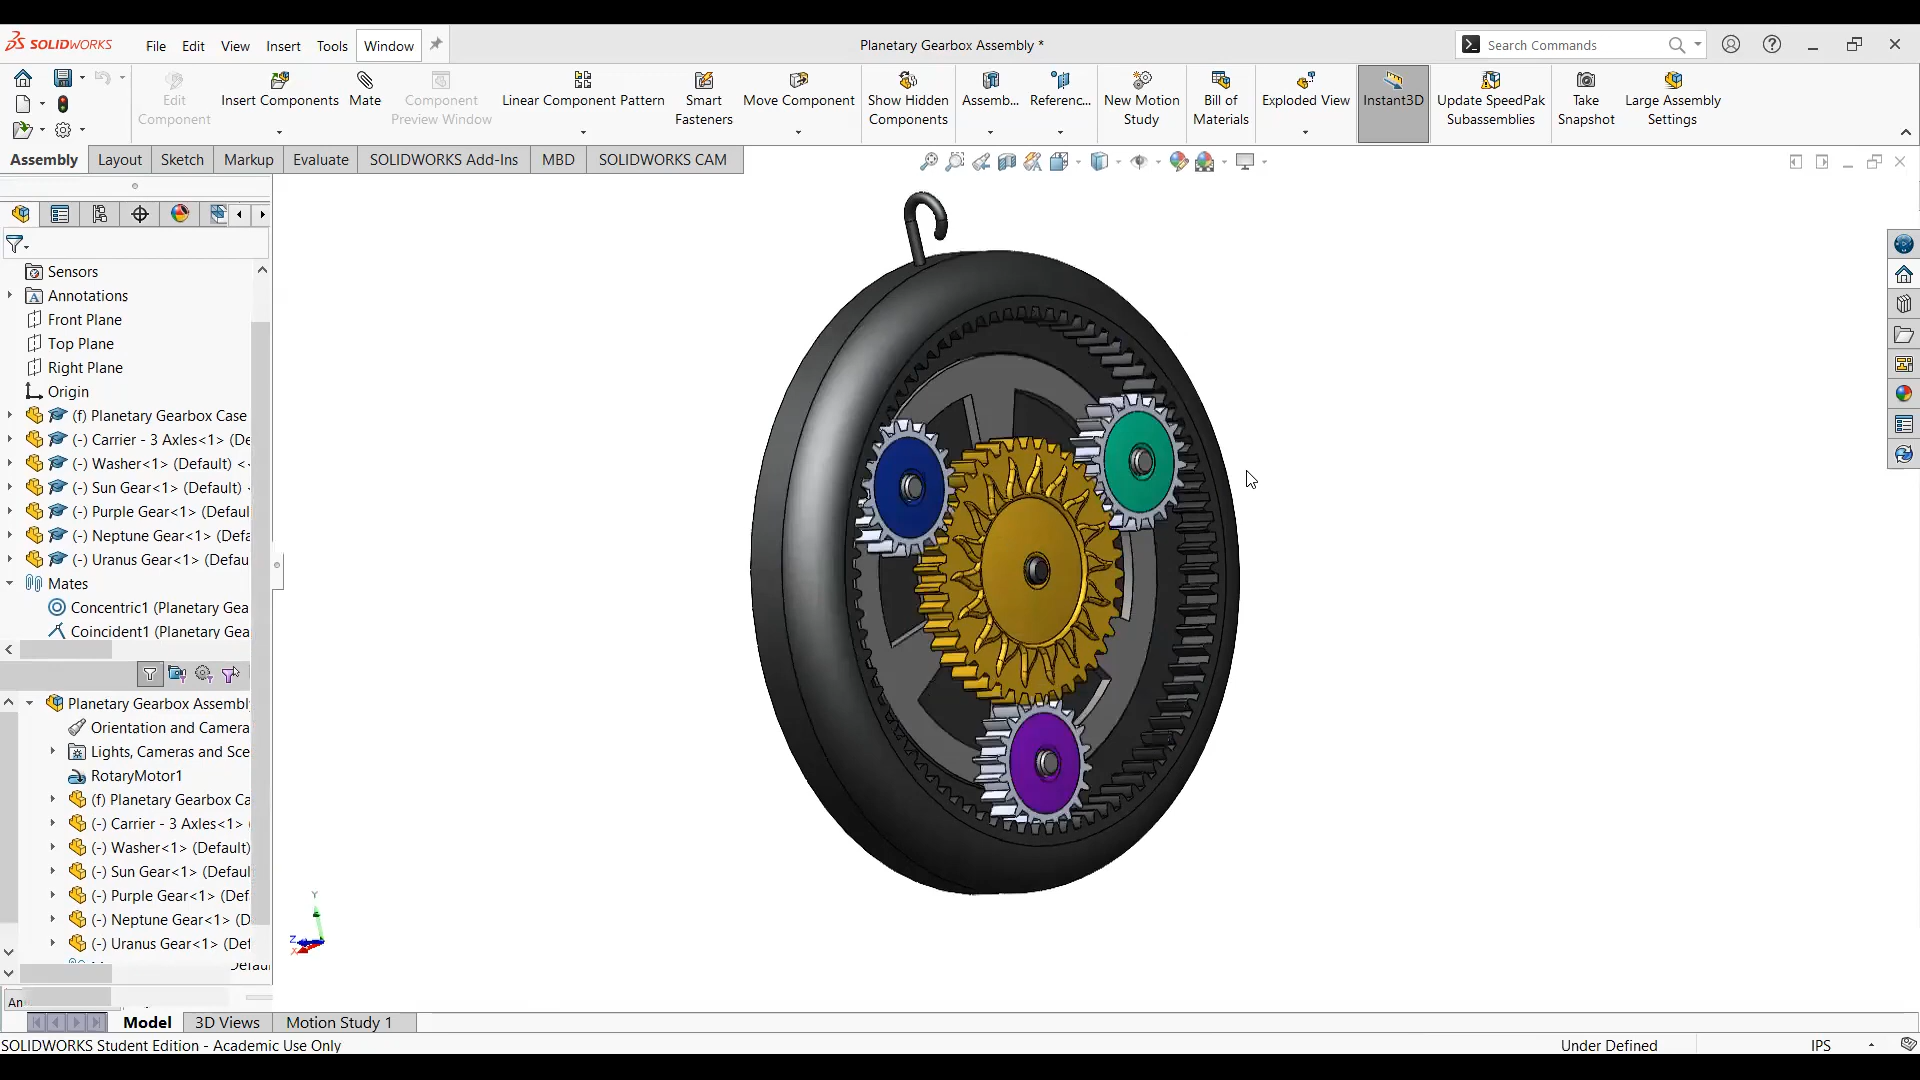 SOLIDWORKS File Edit View Insert Tools Window Planetary Gearbox Assembly * Search Commands
Edit Component
Insert Components
Mate
Component Preview Window
Linear Component Pattern
Smart Fasteners
Move Component
Show Hidden Components
Assemb...
Referenc...
New Motion Study
Bill of Materials
Exploded View
Instant3D
Update SpeedPak Subassemblies
Take Snapshot
Large Assembly Settings
Assembly Layout Sketch Markup Evaluate SOLIDWORKS Add-Ins MBD SOLIDWORKS CAM
Sensors
Annotations
Front Plane
Top Plane
Right Plane
Origin
(f) Planetary Gearbox Case
(-) Carrier - 3 Axles<1> (De
(-) Washer<1> (Default) <
(-) Sun Gear<1> (Default)
(-) Purple Gear<1> (Defaul
(-) Neptune Gear<1> (Defa
(-) Uranus Gear<1> (Defau
Mates
Concentric1 (Planetary Gea
Coincident1 (Planetary Gea
Planetary Gearbox Assembl
Orientation and Camera
Lights, Cameras and Sce
RotaryMotor1
(f) Planetary Gearbox Ca
(-) Carrier - 3 Axles<1>
(-) Washer<1> (Default)
(-) Sun Gear<1> (Defaul
(-) Purple Gear<1> (Def
(-) Neptune Gear<1> (D
(-) Uranus Gear<1> (Def
Y
Z
X
Model 3D Views Motion Study 1
SOLIDWORKS Student Edition - Academic Use Only Under Defined IPS